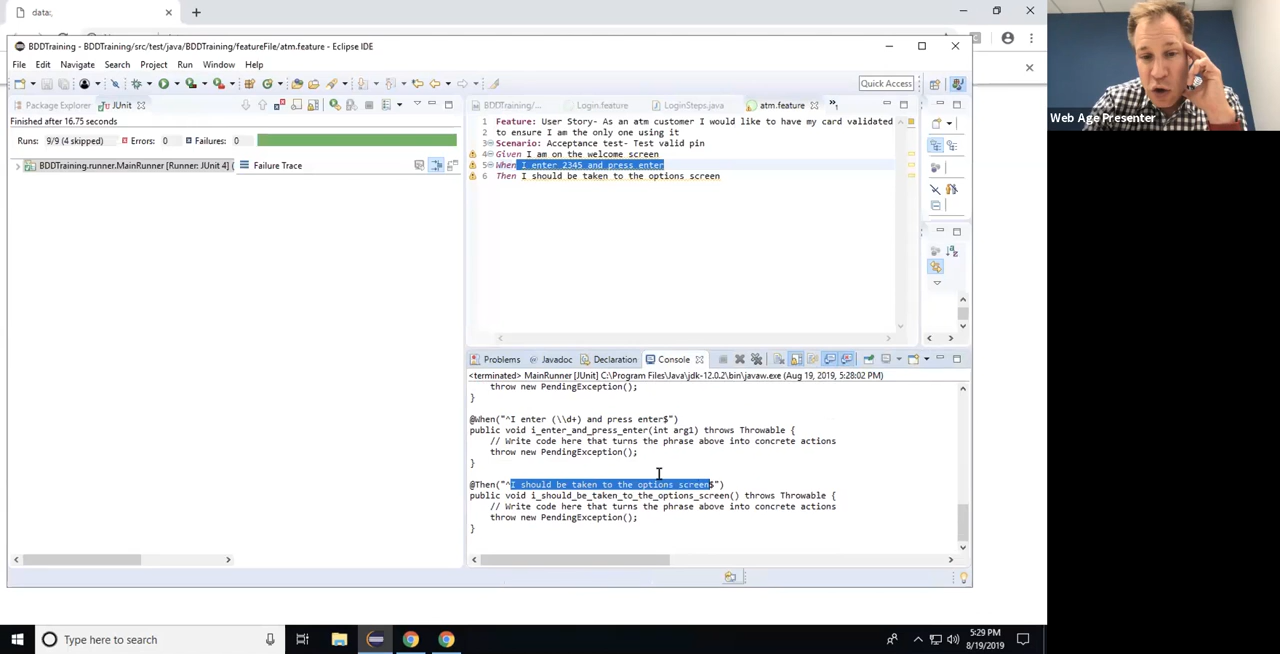 data:,
BDDTraining - BDDTraining/src/test/java/BDDTraining/featureFile/atm.feature - Eclipse IDE
File Edit Navigate Search Project Run Window Help
Quick Access
Package Explorer JUnit
Finished after 16.75 seconds
Runs: 9/9 (4 skipped) Errors: 0 Failures: 0
BDDTraining.runner.MainRunner [Runner: JUnit 4] (
Failure Trace
BDDTraining/... Login.feature LoginSteps.java atm.feature
1 Feature: User Story- As an atm customer I would like to have my card validated
2 to ensure I am the only one using it
3 Scenario: Acceptance test- Test valid pin
4 Given I am on the welcome screen
5 When I enter 2345 and press enter
6 Then I should be taken to the options screen
Problems Javadoc Declaration Console
<terminated> MainRunner [JUnit] C:\Program Files\Java\jdk-12.0.2\bin\javaw.exe (Aug 19, 2019, 5:28:02 PM)
throw new PendingException();
}
@When("^I enter (\\d+) and press enter$")
public void i_enter_and_press_enter(int arg1) throws Throwable {
// Write code here that turns the phrase above into concrete actions
throw new PendingException();
}
@Then("^I should be taken to the options screen$")
public void i_should_be_taken_to_the_options_screen() throws Throwable {
// Write code here that turns the phrase above into concrete actions
throw new PendingException();
}
Web Age Presenter
Type here to search
5:29 PM
8/19/2019